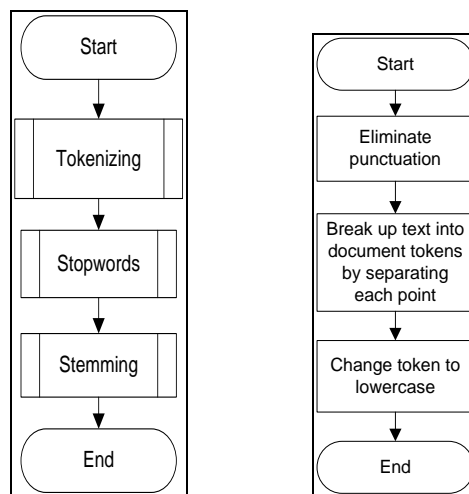 Start
Tokenizing
Stopwords
Stemming
End
Start
Eliminate
punctuation
Break up text into
document tokens
by separating
each point
Change token to
lowercase
End